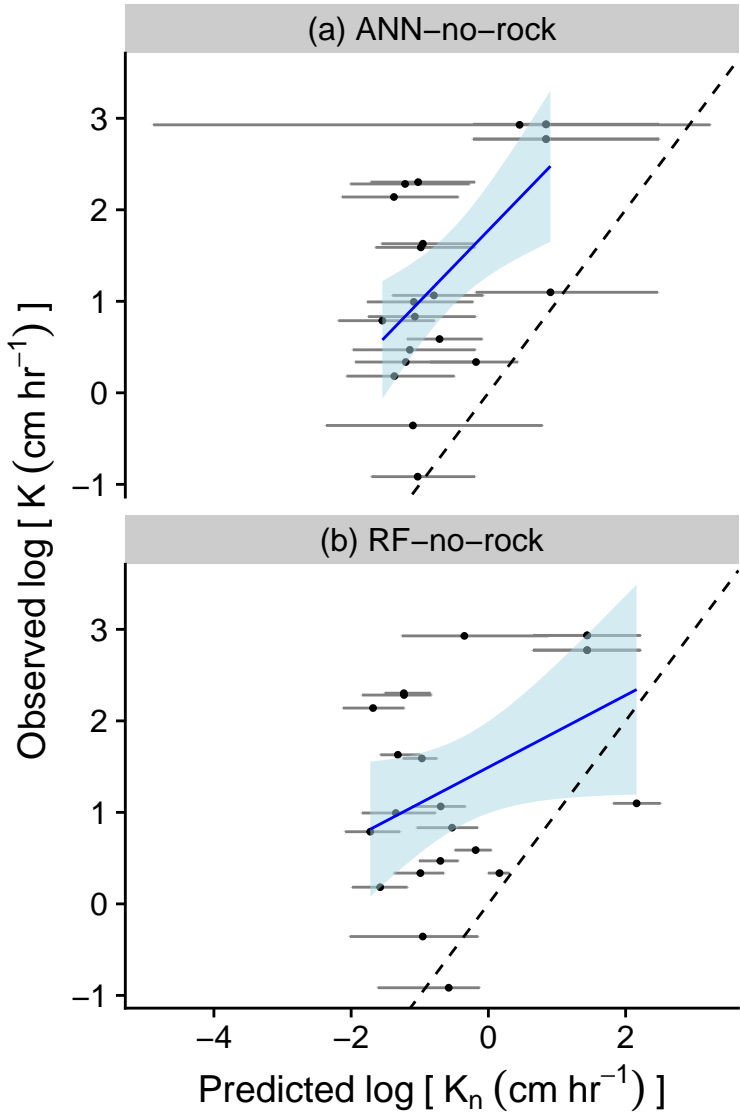 (a) ANN−no−rock
3
2
1
0
−1
Observed log [ K (cm hr⁻¹) ]
(b) RF−no−rock
3
2
1
0
−1
−4 −2 0 2
Predicted log [ Kₙ (cm hr⁻¹) ]